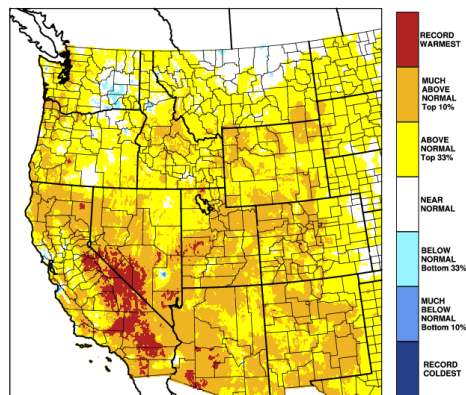 RECORD
WARMEST
MUCH
ABOVE
NORMAL
Top 10%
ABOVE
NORMAL
Top 33%
NEAR
NORMAL
BELOW
NORMAL
Bottom 33%
MUCH
BELOW
NORMAL
Bottom 10%
RECORD
COLDEST